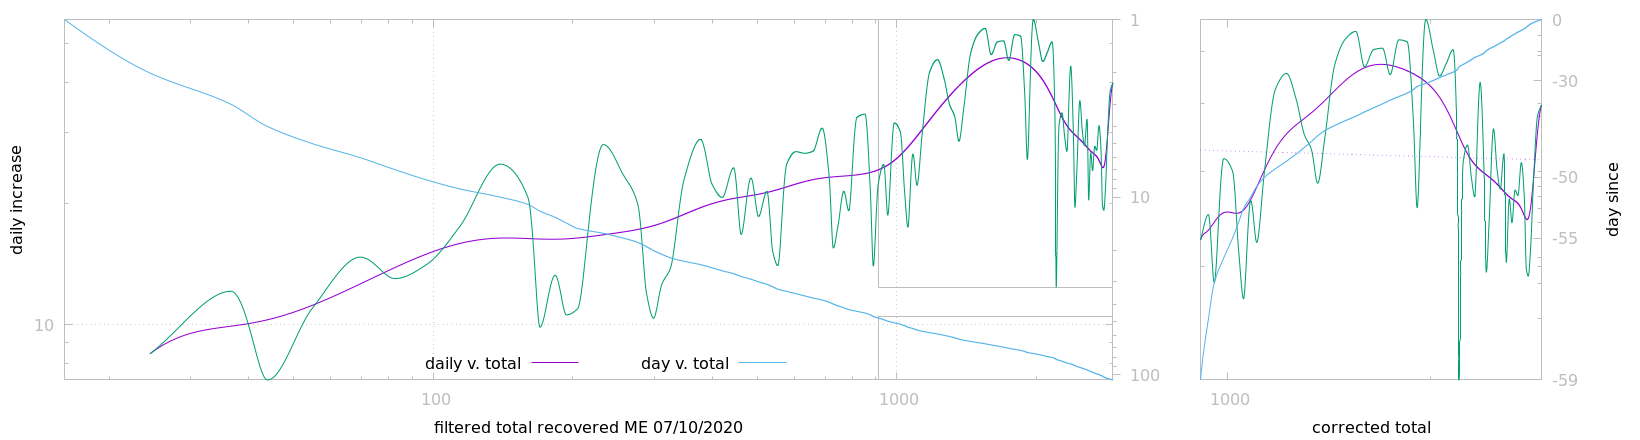 daily increase
10
100
1000
filtered total recovered ME 07/10/2020
daily v. total
day v. total
1
10
100
1000
corrected total
0
-30
-50
-55
-59
day since